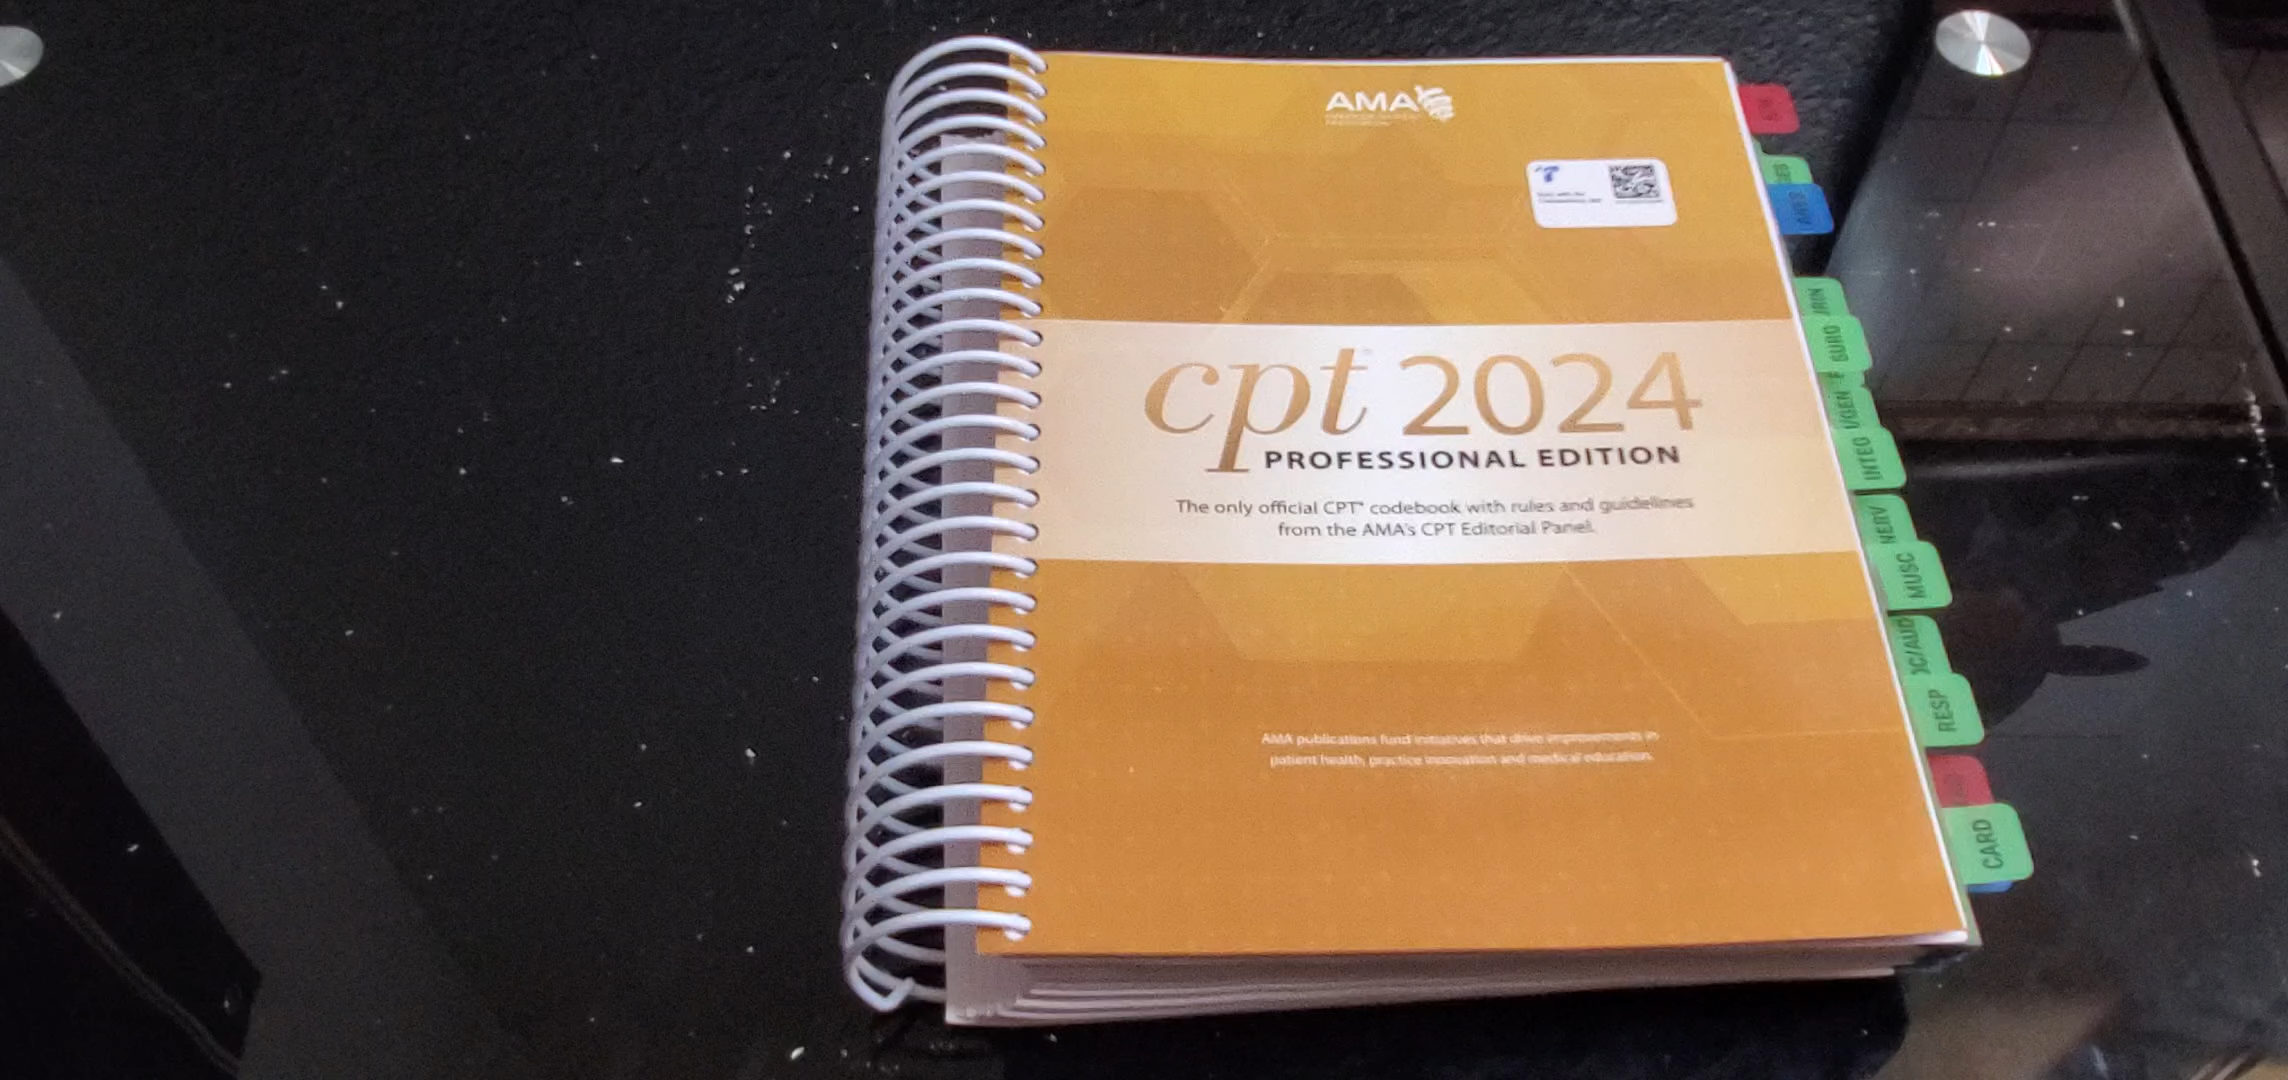 AMA
cpt® 2024
PROFESSIONAL EDITION
The only official CPT® codebook with rules and guidelines
from the AMA's CPT Editorial Panel.
AMA publications fund initiatives that drive improvements in
patient health, practice innovation and medical education.
INTEG
NERV
MUSC
RESP
CARD